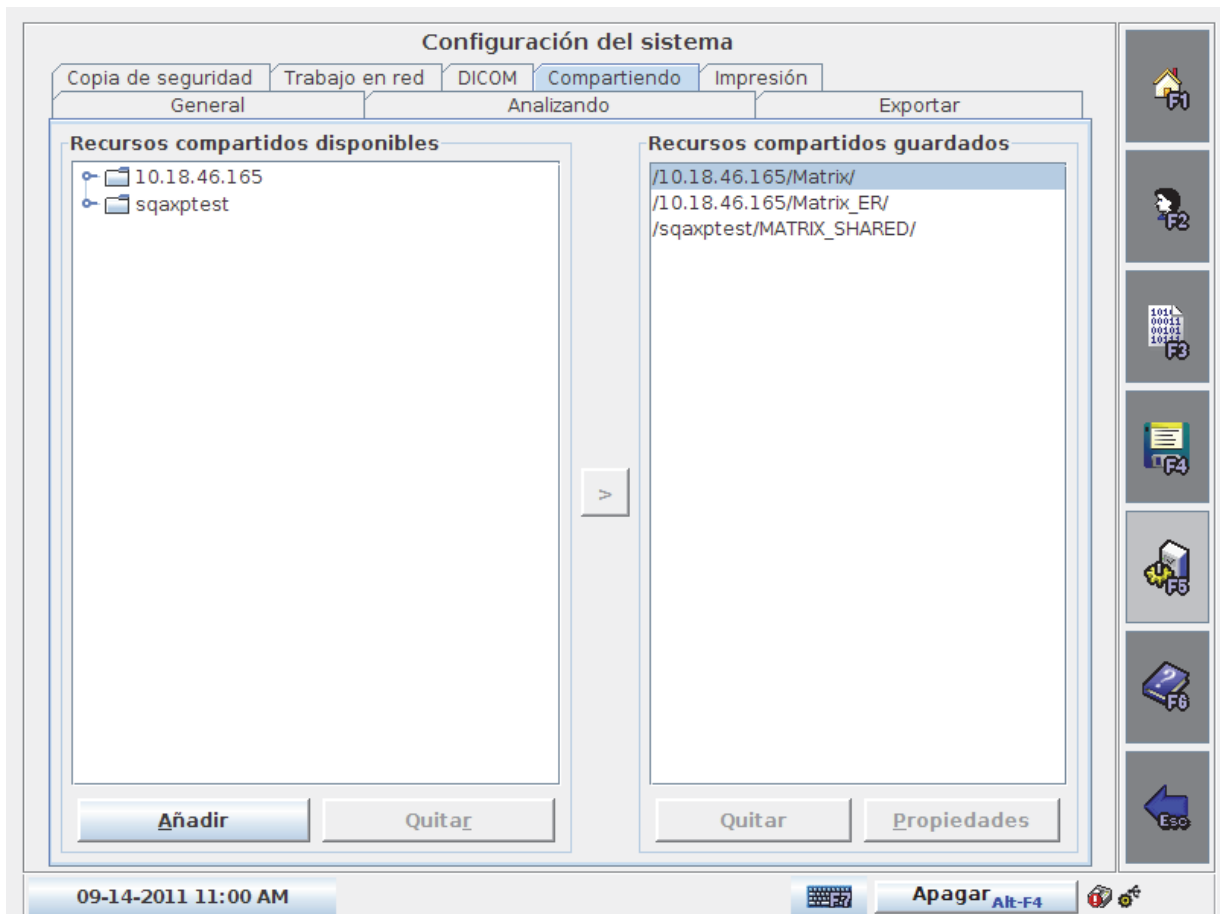 Configuración del sistema
Copia de seguridad Trabajo en red DICOM Compartiendo Impresión
General Analizando Exportar
Recursos compartidos disponibles
10.18.46.165
sqaxptest
Recursos compartidos guardados
/10.18.46.165/Matrix/
/10.18.46.165/Matrix_ER/
/sqaxptest/MATRIX_SHARED/
>
Añadir Quitar
Quitar Propiedades
F1
F2
F3
F4
F5
F6
Esc
09-14-2011 11:00 AM
F7
Apagar Alt-F4